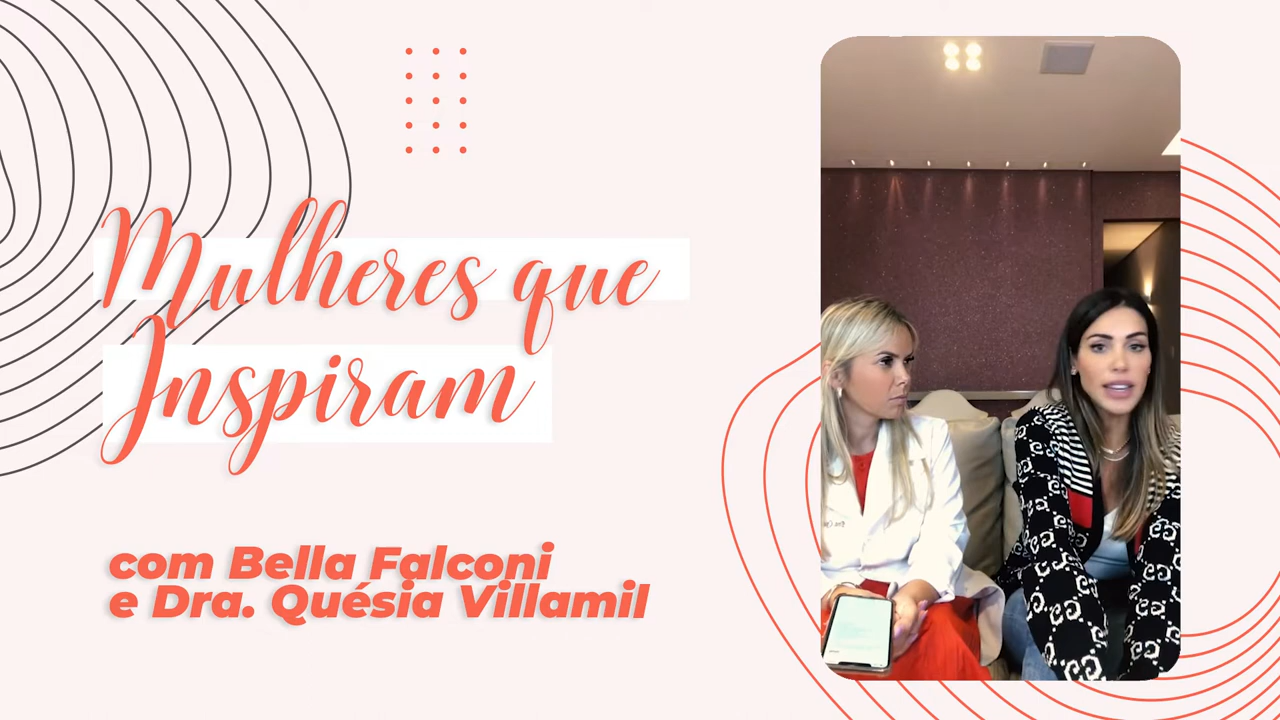 Mulheres que
Inspiram
com Bella Falconi
e Dra. Quésia Villamil